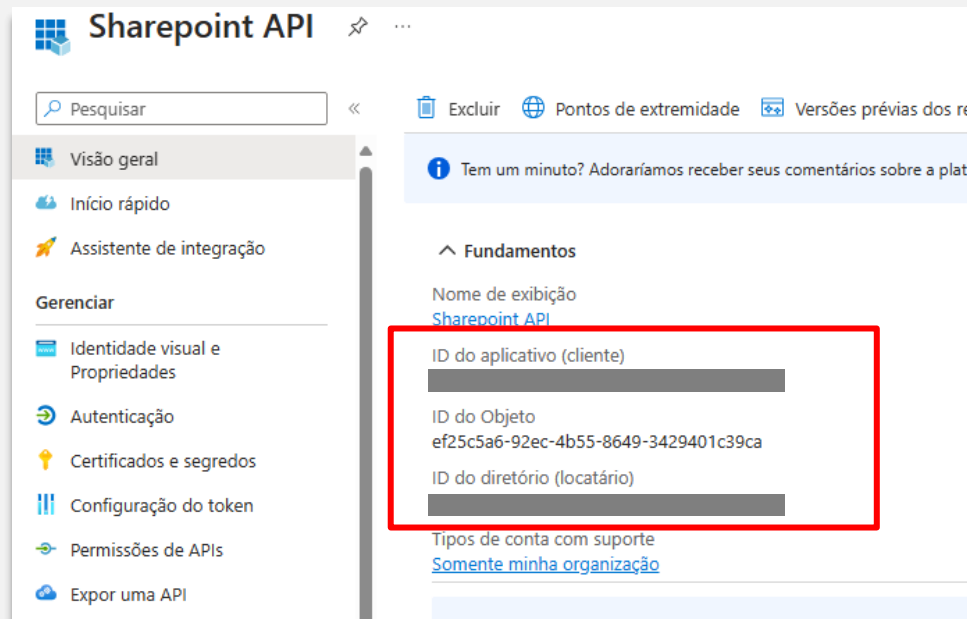 Sharepoint API
Pesquisar
Excluir
Pontos de extremidade
Versões prévias dos
Visão geral
Tem um minuto? Adoraríamos receber seus comentários sobre a
Início rápido
Assistente de integração
Fundamentos
Gerenciar
Nome de exibição
Sharepoint API
Identidade visual e
Propriedades
ID do aplicativo (cliente)
Autenticação
ID do Objeto
ef25c5a6-92ec-4b55-8649-3429401c39ca
Certificados e segredos
ID do diretório (locatário)
Configuração do token
Permissões de APIs
Tipos de conta com suporte
Somente minha organização
Expor uma API